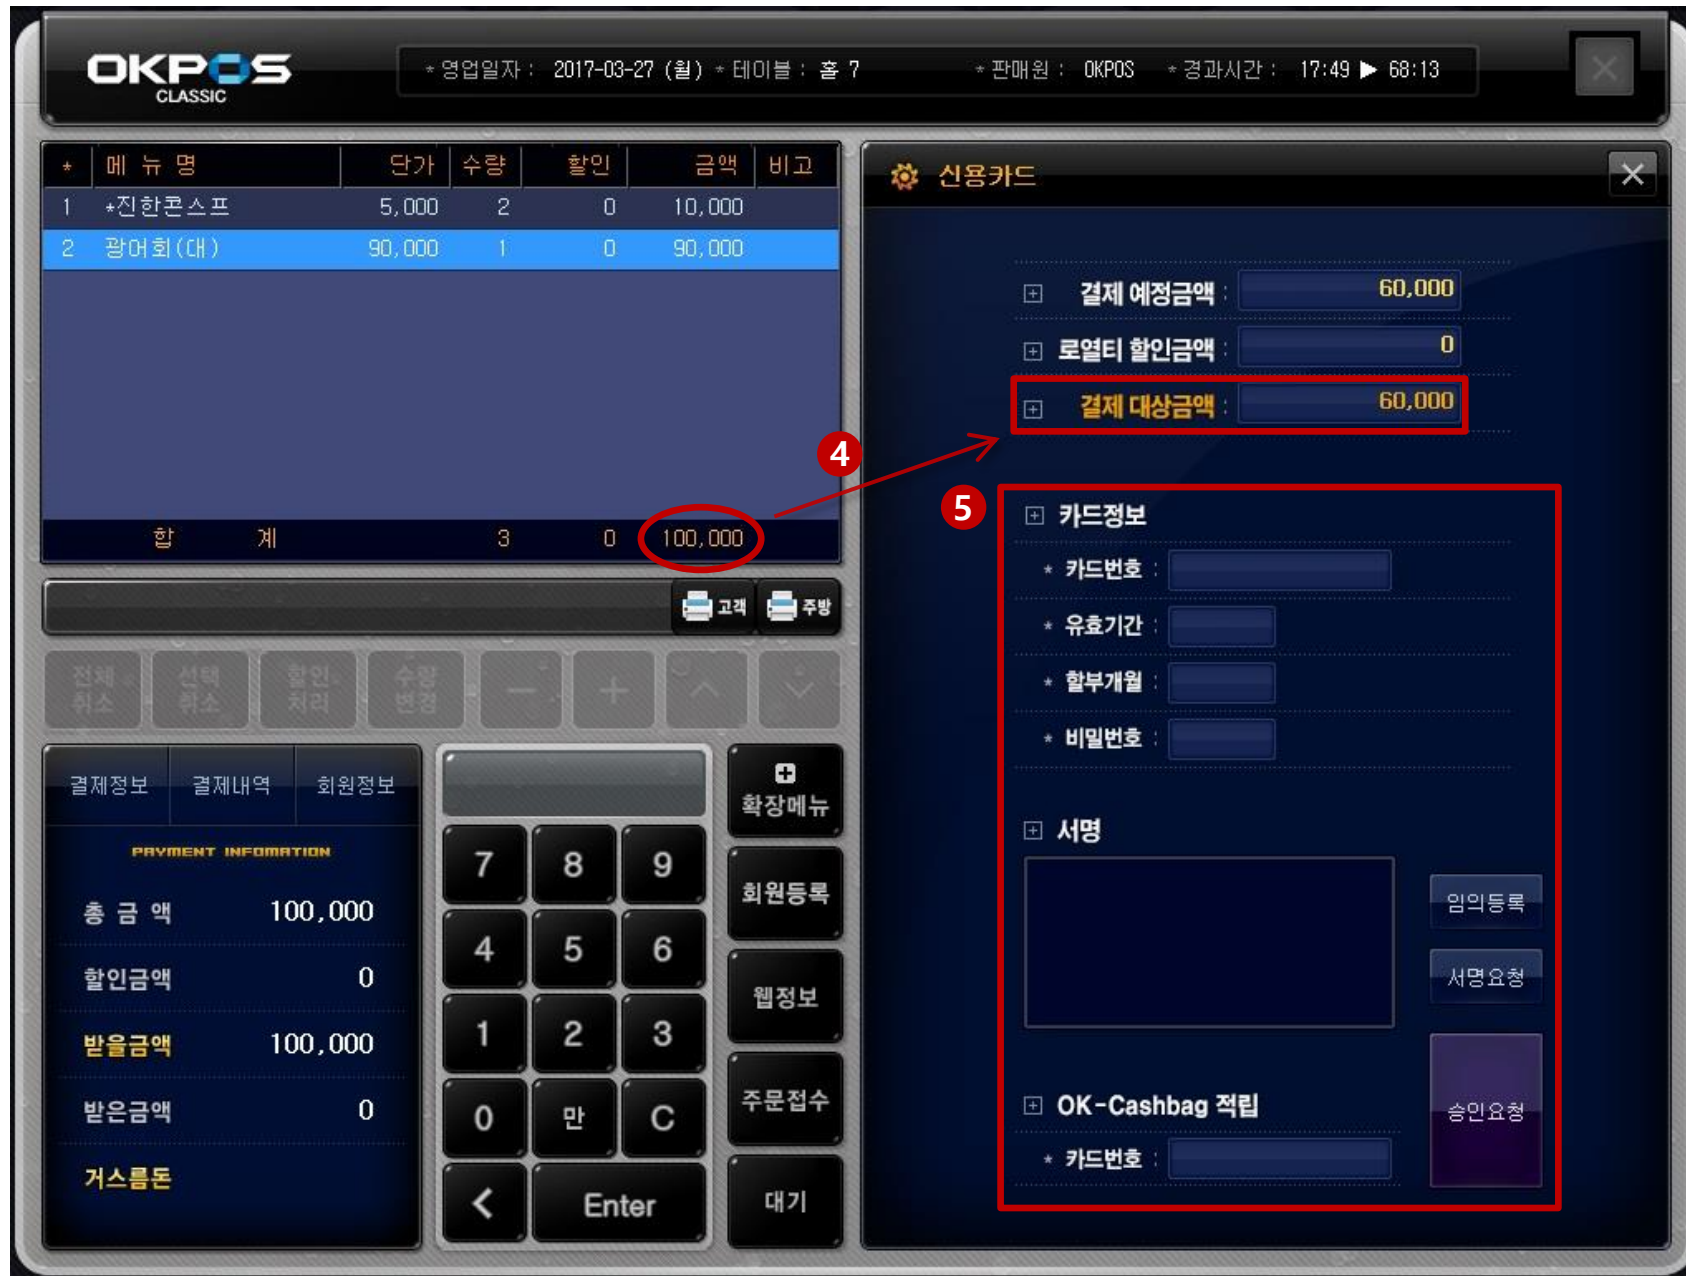 OKPOS
CLASSIC
* 영업일자 : 2017-03-27 (월) * 테이블 : 홀 7 * 판매원 : OKPOS * 경과시간 : 17:49 ▶ 68:13
* 메 뉴 명 단가 수량 할인 금액 비고
1 *진한콘스프 5,000 2 0 10,000
2 광어회(대) 90,000 1 0 90,000
합 계 3 0 100,000
고객 주방
전체취소 선택취소 할인처리 수량변경 - +
결제정보 결제내역 회원정보
PAYMENT INFOMATION
총 금 액 100,000
할인금액 0
받을금액 100,000
받은금액 0
거스름돈
7 8 9
4 5 6
1 2 3
0 만 C
< Enter
확장메뉴
회원등록
웹정보
주문접수
대기
신용카드
결제 예정금액 : 60,000
로열티 할인금액 : 0
결제 대상금액 : 60,000
4
5
카드정보
* 카드번호 :
* 유효기간 :
* 할부개월 :
* 비밀번호 :
서명
임의등록
서명요청
승인요청
OK-Cashbag 적립
* 카드번호 :